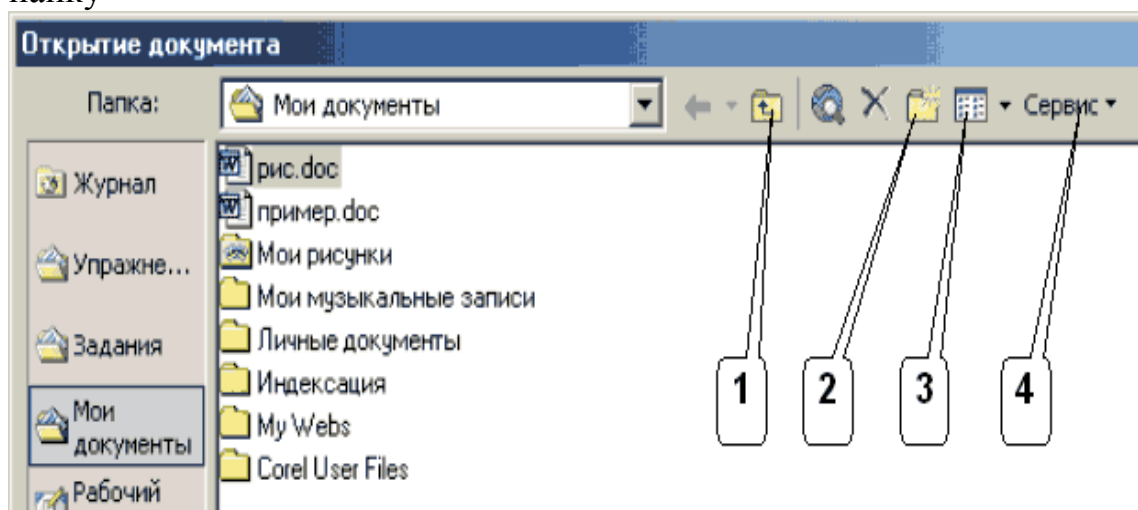 папку
Открытие документа
Папка: Мои документы Сервис
Журнал
Упражне...
Задания
Мои
документы
Рабочий
рис.doc
пример.doc
Мои рисунки
Мои музыкальные записи
Личные документы
Индексация
My Webs
Corel User Files
1 2 3 4